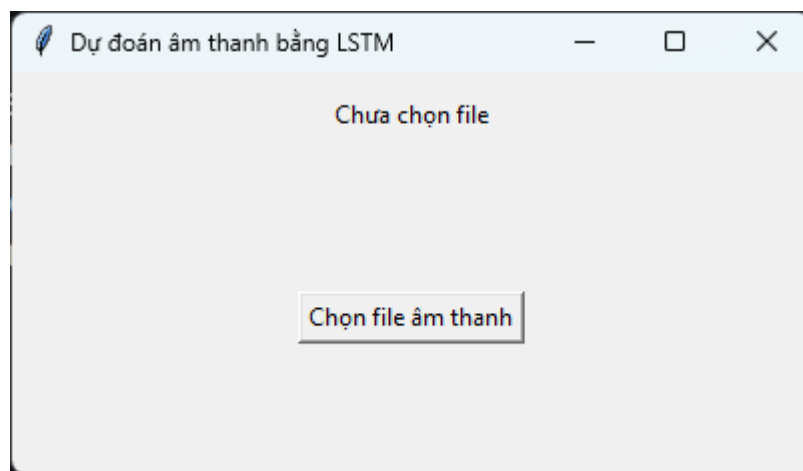 Dự đoán âm thanh bằng LSTM
Chưa chọn file
Chọn file âm thanh